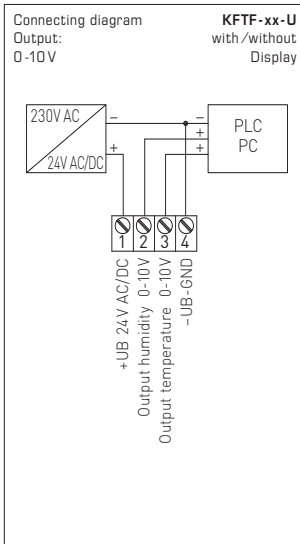 Connecting diagram
Output:
0-10 V
KFTF-xx-U
with/without
Display
230V AC
24V AC/DC
–
+
–
+
+
PLC
PC
1
2
3
4
+UB 24V AC/DC
Output humidity 0-10V
Output temperature 0-10V
–UB-GND